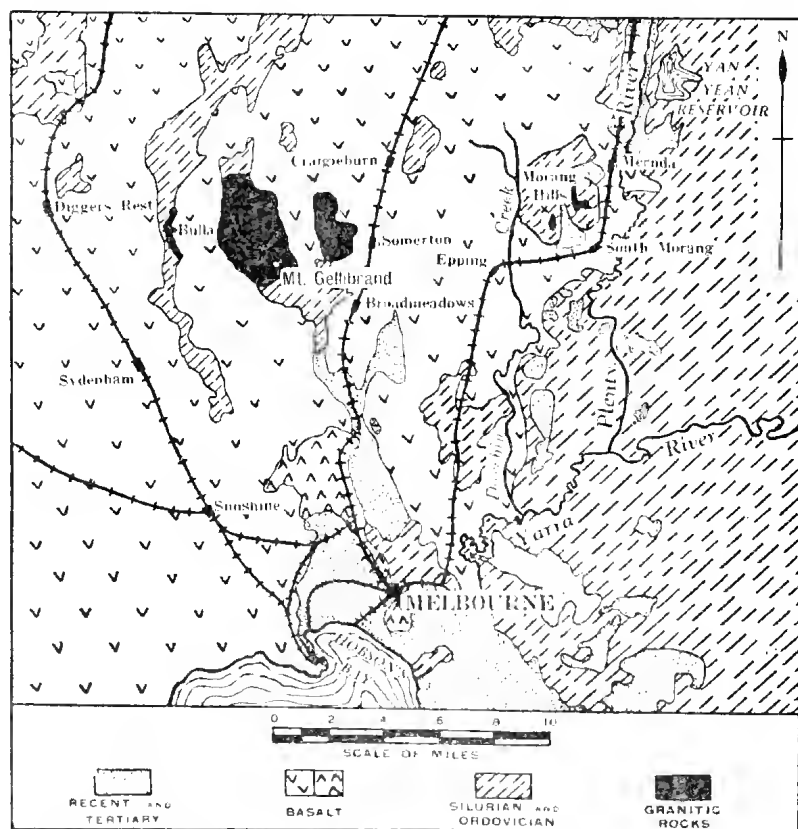 N
YAN
YEAN
RESERVOIR
River
Craigieburn
Morang
Hills
Mernda
Diggers Rest
Creek
Bulla
Somerton
Epping
South Morang
Mt. Gellibrand
Broadmeadows
Sydenham
Plenty
River
Sunshine
Yarra
MELBOURNE
HOBSONS
BAY
0 2 4 6 8 10
SCALE OF MILES
RECENT AND
TERTIARY
BASALT
SILURIAN AND
ORDOVICIAN
GRANITIC
ROCKS